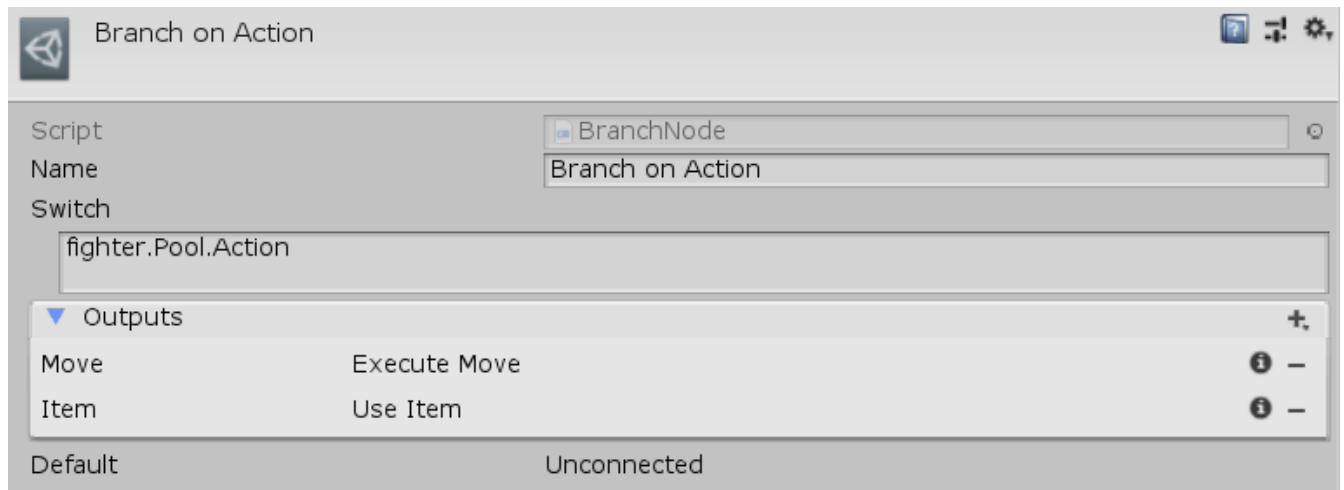 Branch on Action
Script BranchNode
Name Branch on Action
Switch
fighter.Pool.Action
Outputs
Move Execute Move
Item Use Item
Default Unconnected